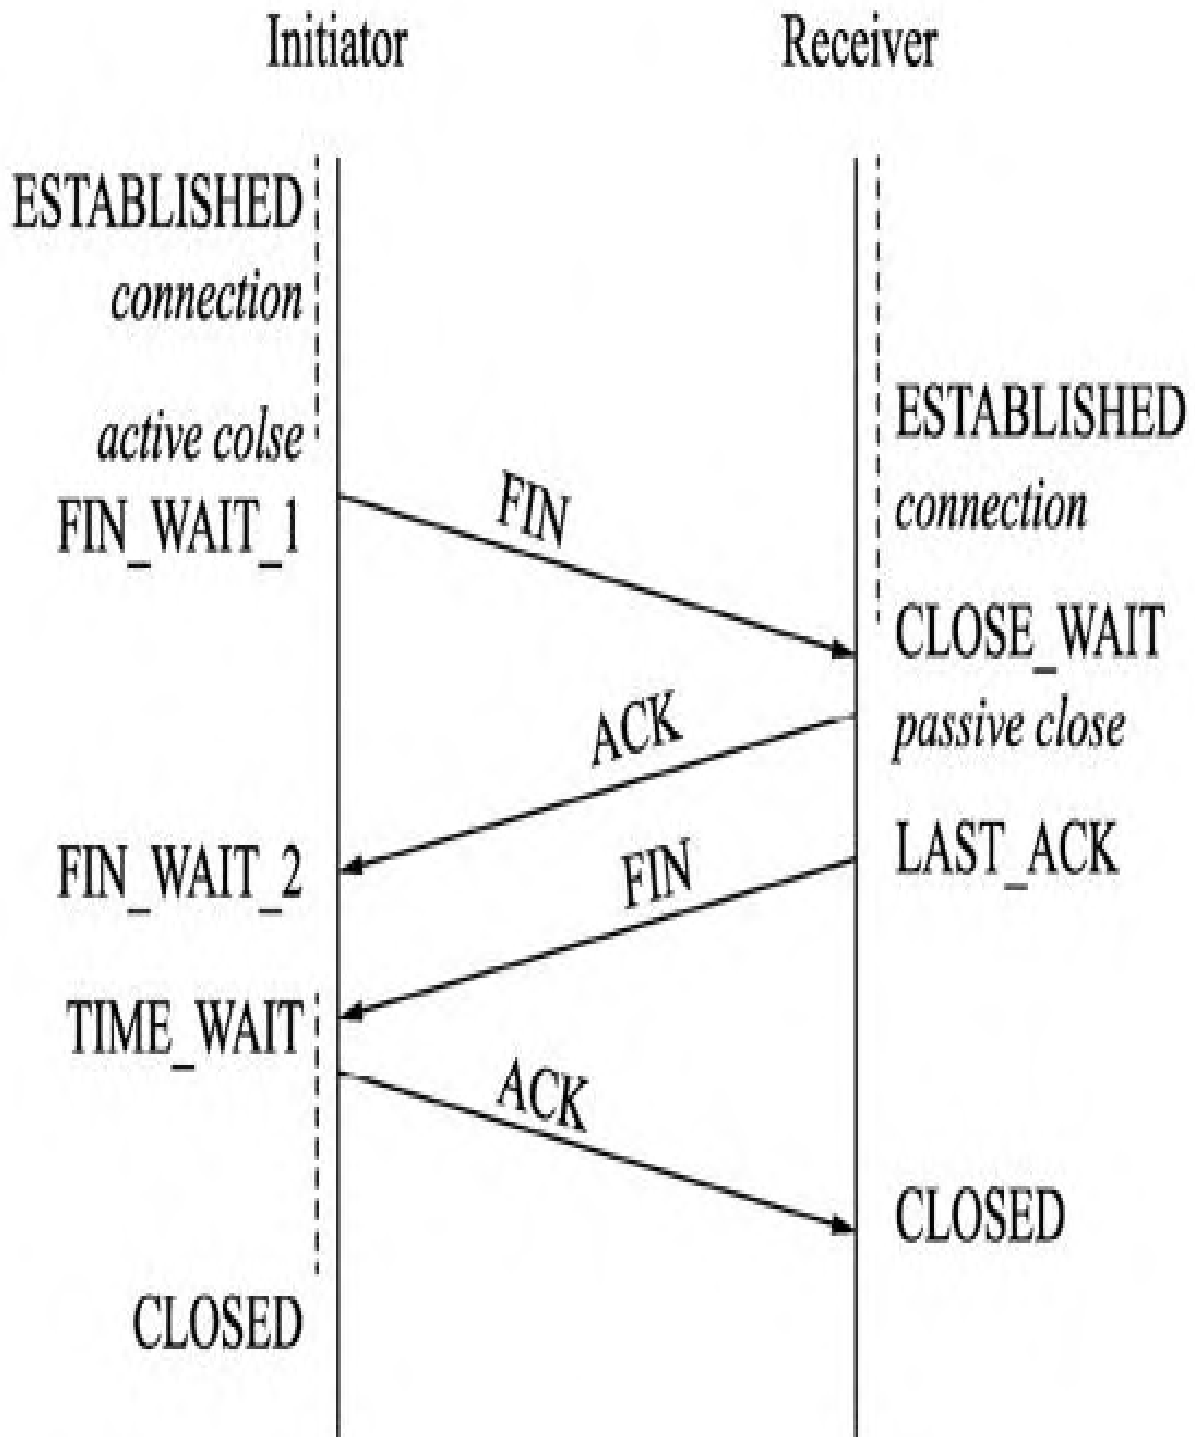 Initiator
Receiver
ESTABLISHED
connection
active colse
ESTABLISHED
FIN_WAIT_1
FIN
connection
CLOSE_WAIT
ACK
passive close
FIN_WAIT_2
FIN
LAST_ACK
TIME_WAIT
ACK
CLOSED
CLOSED